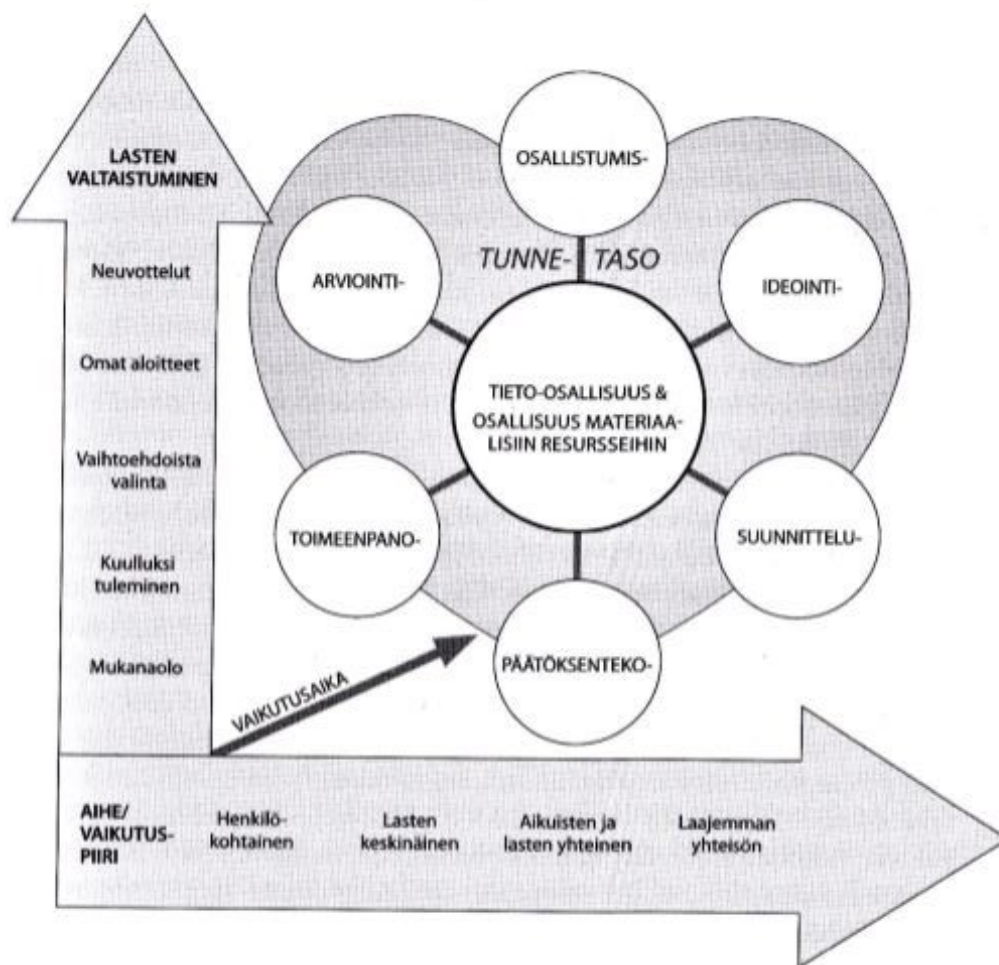 LASTEN
VALTAISTUMINEN
Neuvottelut
Omat aloitteet
Vaihtoehdoista
valinta
Kuulluksi
tuleminen
Mukanaolo
OSALLISTUMIS-
ARVIOINTI-
TUNNE- TASO
IDEOINTI-
TIETO-OSALLISUUS &
OSALLISUUS MATERIAA-
LISIIN RESURSSEIHIN
TOIMEENPANO-
SUUNNITTELU-
PÄÄTÖKSENTEKO-
VAIKUTUSAIKA
AIHE/
VAIKUTUS-
PIIRI
Henkilö-
kohtainen
Lasten
keskinäinen
Aikuisten ja
lasten yhteinen
Laajemman
yhteisön